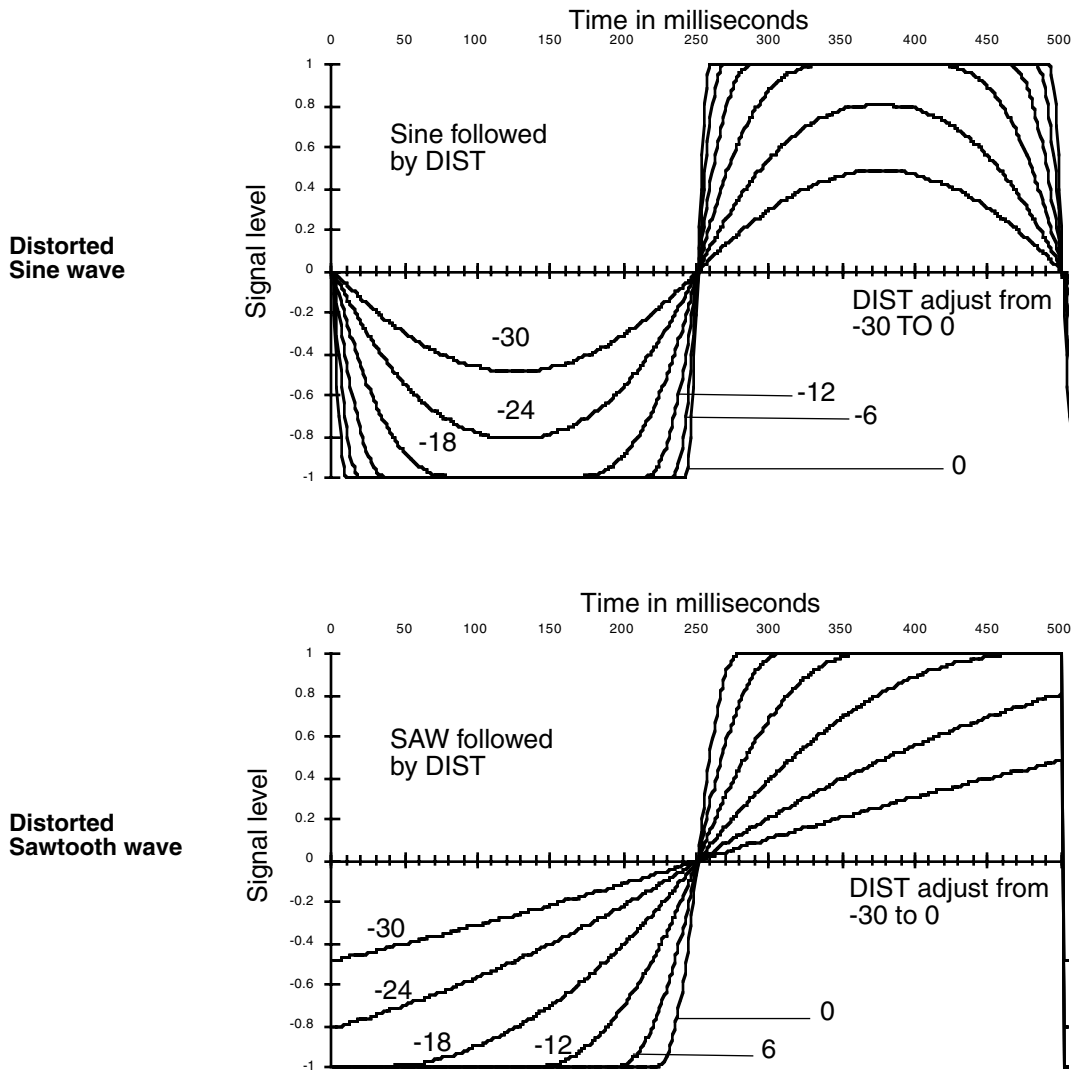 Time in milliseconds
0 50 100 150 200 250 300 350 400 450 500
1
0.8
Sine followed
by DIST
0.6
0.4
0.2
Signal level
Distorted
Sine wave
0
DIST adjust from
-30 TO 0
-0.2
-30
-0.4
-12
-0.6
-24
-6
-18
-0.8
0
-1
Time in milliseconds
0 50 100 150 200 250 300 350 400 450 500
1
0.8
SAW followed
by DIST
0.6
0.4
0.2
Signal level
Distorted
Sawtooth wave
0
DIST adjust from
-30 to 0
-0.2
-30
-0.4
-0.6
-24
0
-0.8
-18
-12
6
-1